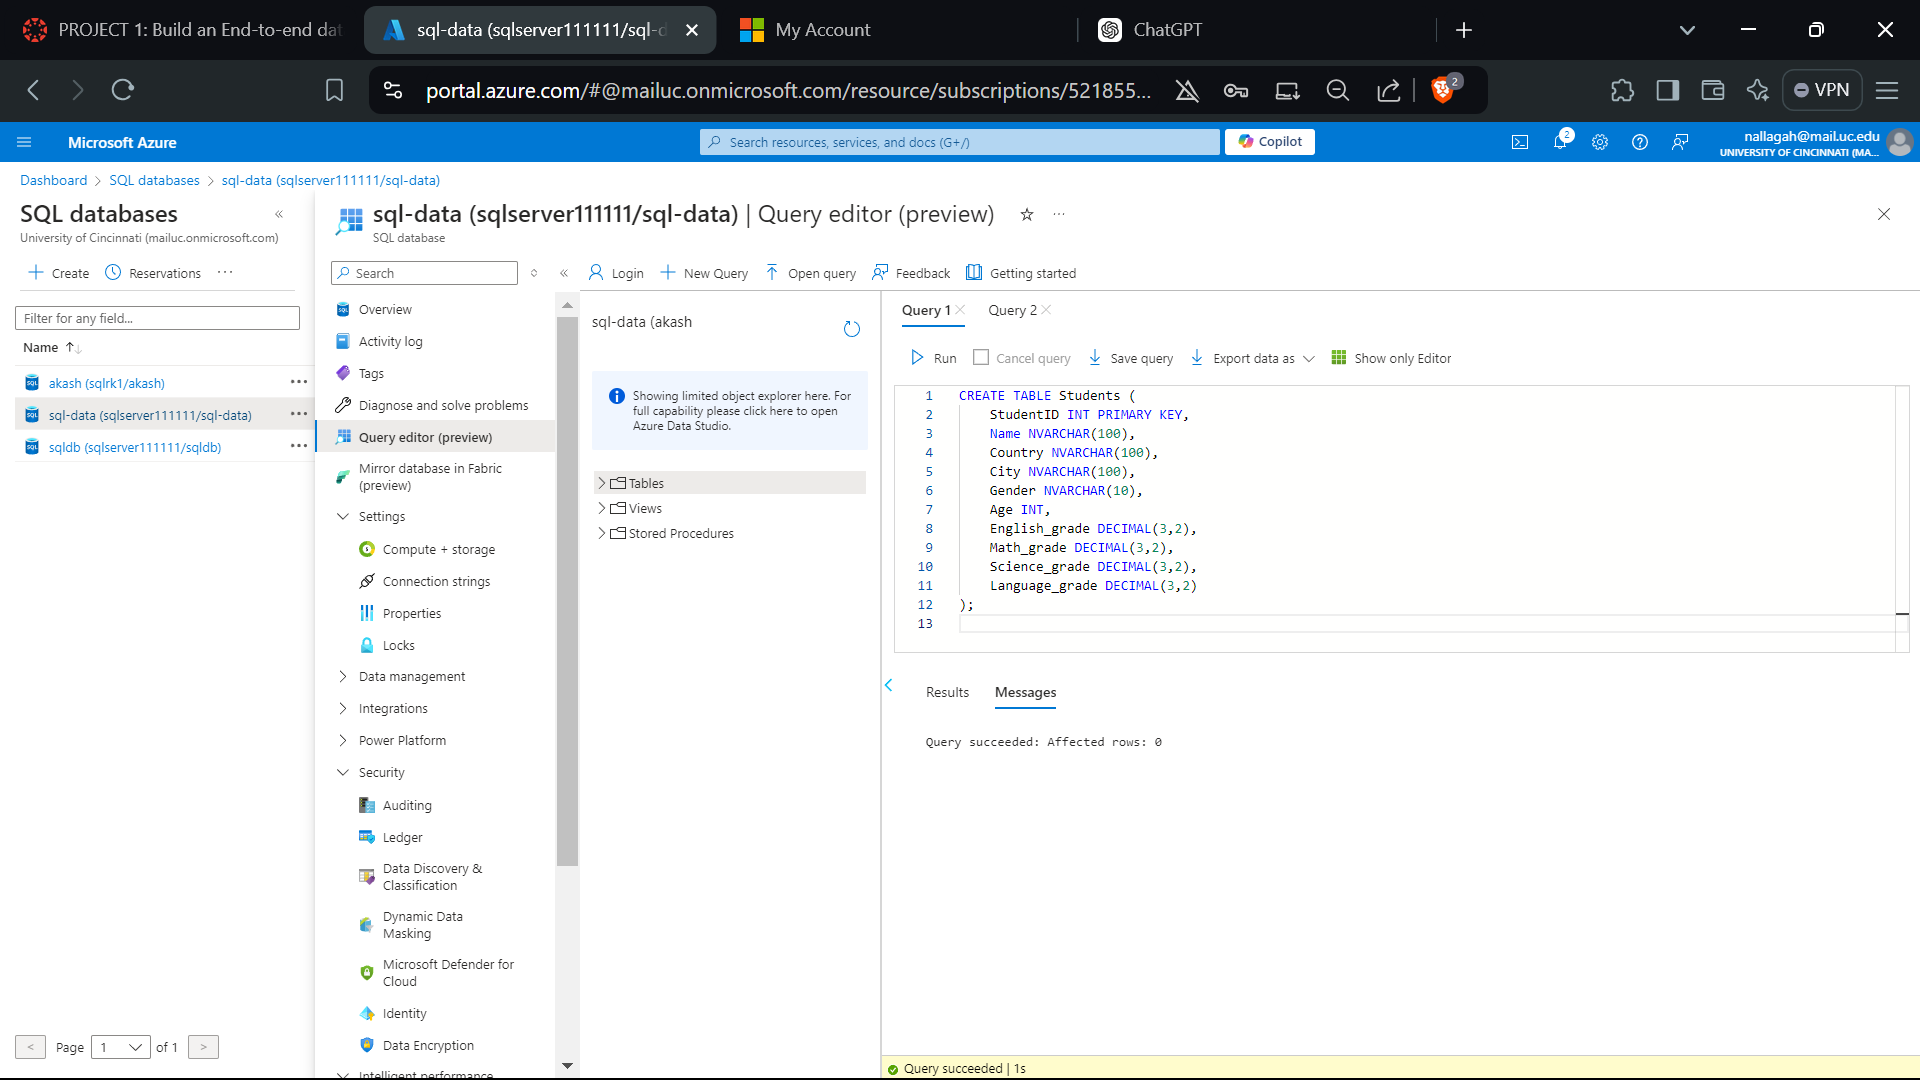 PROJECT 1: Build an End-to-end dat
sql-data (sqlserver111111/sql-d
My Account
ChatGPT
portal.azure.com/#@mailuc.onmicrosoft.com/resource/subscriptions/521855...
2
VPN
Microsoft Azure
Search resources, services, and docs (G+/)
Copilot
2
nallagah@mail.uc.edu
UNIVERSITY OF CINCINNATI (MA...
Dashboard > SQL databases > sql-data (sqlserver111111/sql-data)
SQL databases
University of Cincinnati (mailuc.onmicrosoft.com)
Create
Reservations
Filter for any field...
Name
akash (sqlrk1/akash)
sql-data (sqlserver111111/sql-data)
sqldb (sqlserver111111/sqldb)
< Page 1 of 1 >
sql-data (sqlserver111111/sql-data) | Query editor (preview)
SQL database
Search
Overview
Activity log
Tags
Diagnose and solve problems
Query editor (preview)
Mirror database in Fabric
(preview)
Settings
Compute + storage
Connection strings
Properties
Locks
Data management
Integrations
Power Platform
Security
Auditing
Ledger
Data Discovery &
Classification
Dynamic Data
Masking
Microsoft Defender for
Cloud
Identity
Data Encryption
Intelligent performance
Login
New Query
Open query
Feedback
Getting started
sql-data (akash
Showing limited object explorer here. For
full capability please click here to open
Azure Data Studio.
Tables
Views
Stored Procedures
Query 1
Query 2
Run
Cancel query
Save query
Export data as
Show only Editor
1 CREATE TABLE Students (
2 StudentID INT PRIMARY KEY,
3 Name NVARCHAR(100),
4 Country NVARCHAR(100),
5 City NVARCHAR(100),
6 Gender NVARCHAR(10),
7 Age INT,
8 English_grade DECIMAL(3,2),
9 Math_grade DECIMAL(3,2),
10 Science_grade DECIMAL(3,2),
11 Language_grade DECIMAL(3,2)
12 );
13
Results
Messages
Query succeeded: Affected rows: 0
Query succeeded | 1s